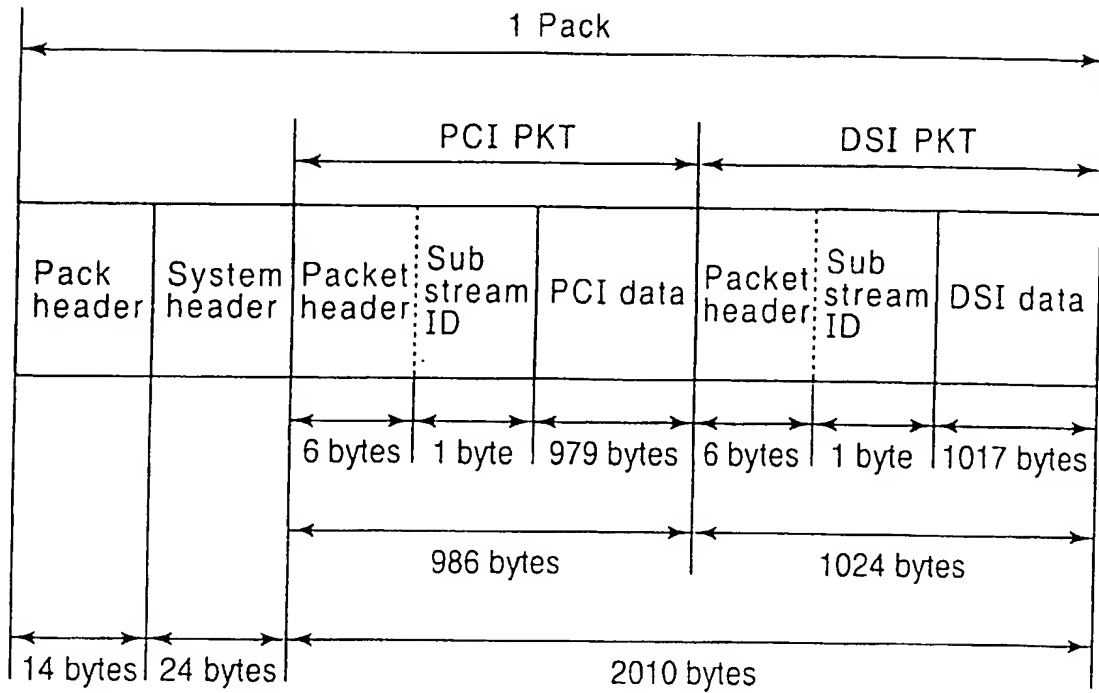 1 Pack
PCI PKT
DSI PKT
Pack
header
System
header
Packet
header
Sub
stream
ID
PCI data
Packet
header
Sub
stream
ID
DSI data
6 bytes
1 byte
979 bytes
6 bytes
1 byte
1017 bytes
986 bytes
1024 bytes
14 bytes
24 bytes
2010 bytes